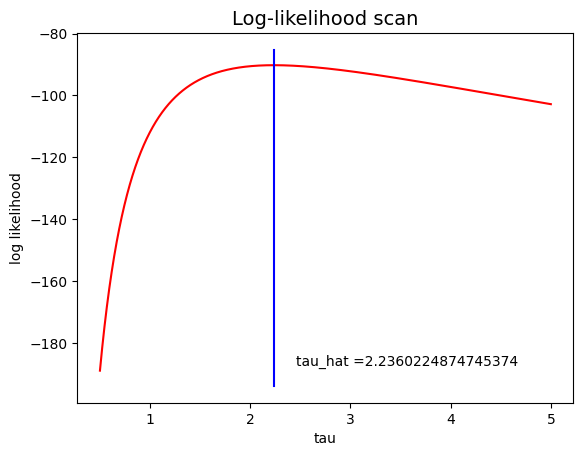 Log-likelihood scan
−80
−100
−120
−140
−160
−180
log likelihood
tau_hat =2.2360224874745374
1 2 3 4 5
tau